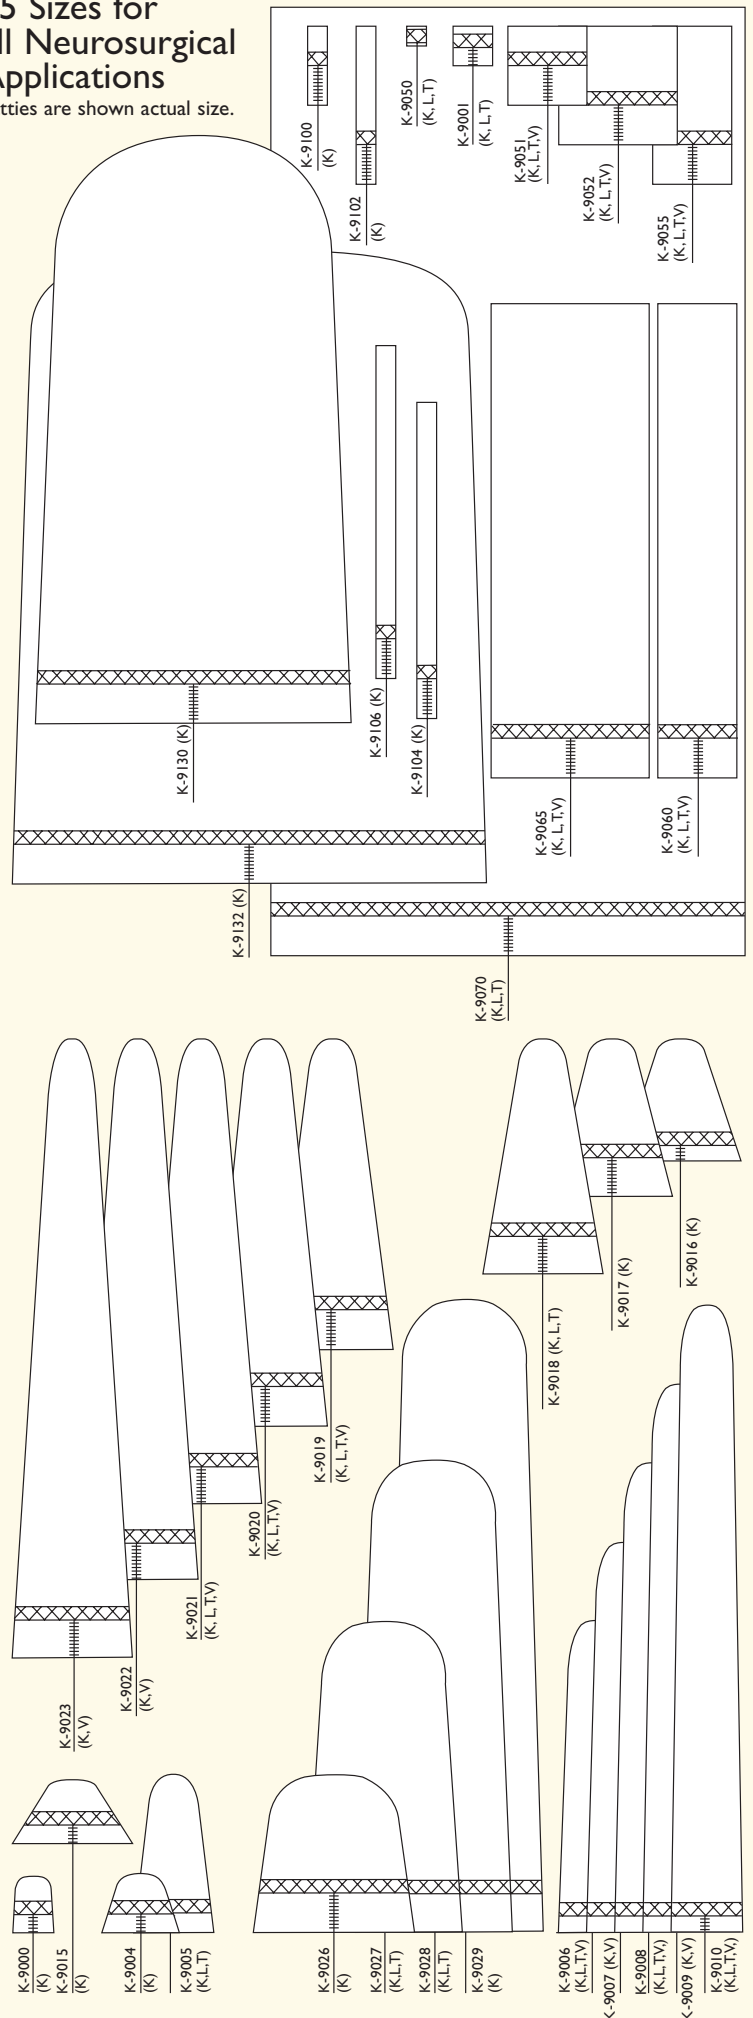 5 Sizes for
ll Neurosurgical
pplications
tties are shown actual size.
K-9100
(K)
K-9102
(K)
K-9050
(K, L,T)
K-9001
(K, L,T)
K-9051
(K, L,T,V)
K-9052
(K, L,T,V)
K-9055
(K, L,T,V)
K-9130 (K)
K-9106 (K)
K-9104 (K)
K-9065
(K, L,T,V)
K-9060
(K, L,T,V)
K-9132 (K)
K-9070
(K,L,T)
K-9023
(K,V)
K-9022
(K,V)
K-9021
(K, L,T,V)
K-9020
(K, L,T,V)
K-9019
(K, L,T,V)
K-9018 (K, L,T)
K-9017 (K)
K-9016 (K)
K-9000
(K)
K-9015
(K)
K-9004
(K)
K-9005
(K,L,T)
K-9026
(K)
K-9027
(K,L,T)
K-9028
(K,L,T)
K-9029
(K)
K-9006
(K,L,T,V)
K-9007 (K,V)
K-9008
(K,L,T,V,)
K-9009 (K,V)
K-9010
(K,L,T,V,)